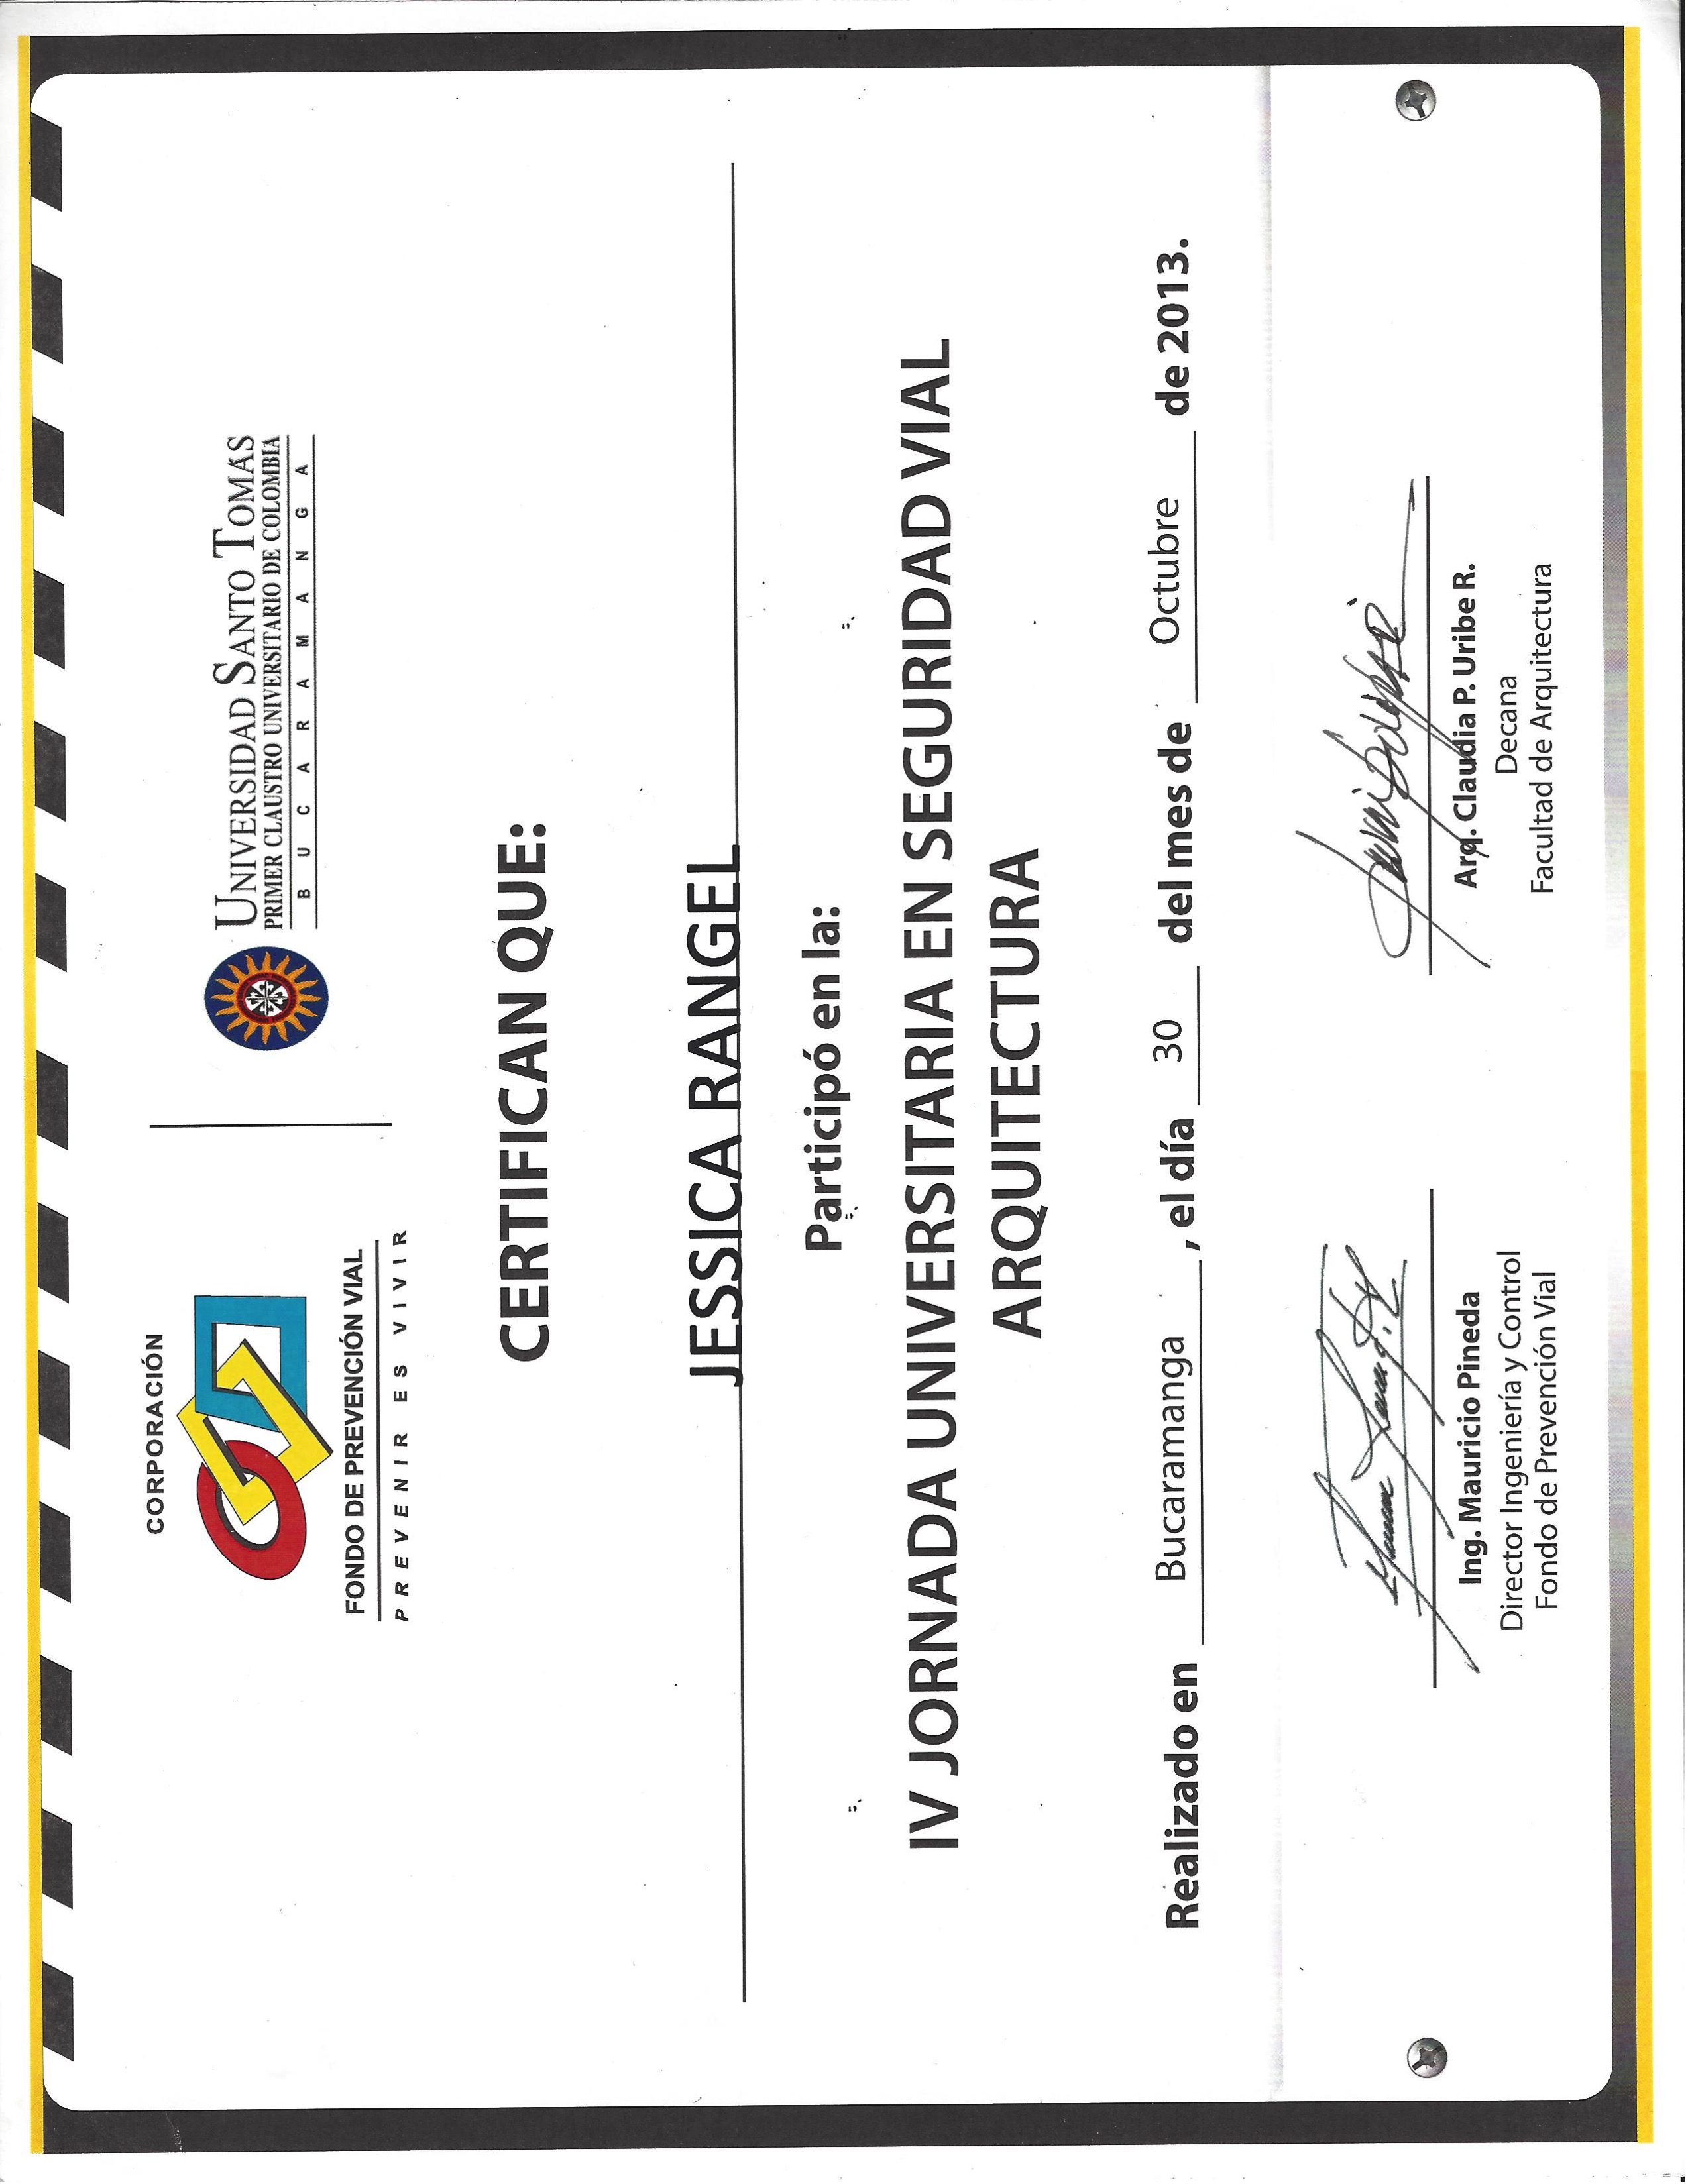 CORPORACIÓN
FONDO DE PREVENCIÓN VIAL
PREVENIR ES VIVIR
UNIVERSIDAD SANTO TOMÁS
PRIMER CLAUSTRO UNIVERSITARIO DE COLOMBIA
BUCARAMANGA
CERTIFICAN QUE:
JESSICA RANGEL
Participó en la:
IV JORNADA UNIVERSITARIA EN SEGURIDAD VIAL
ARQUITECTURA
Realizado en Bucaramanga , el día 30 del mes de Octubre de 2013.
Ing. Mauricio Pineda
Director Ingeniería y Control
Fondo de Prevención Vial
Arq. Claudia P. Uribe R.
Decana
Facultad de Arquitectura